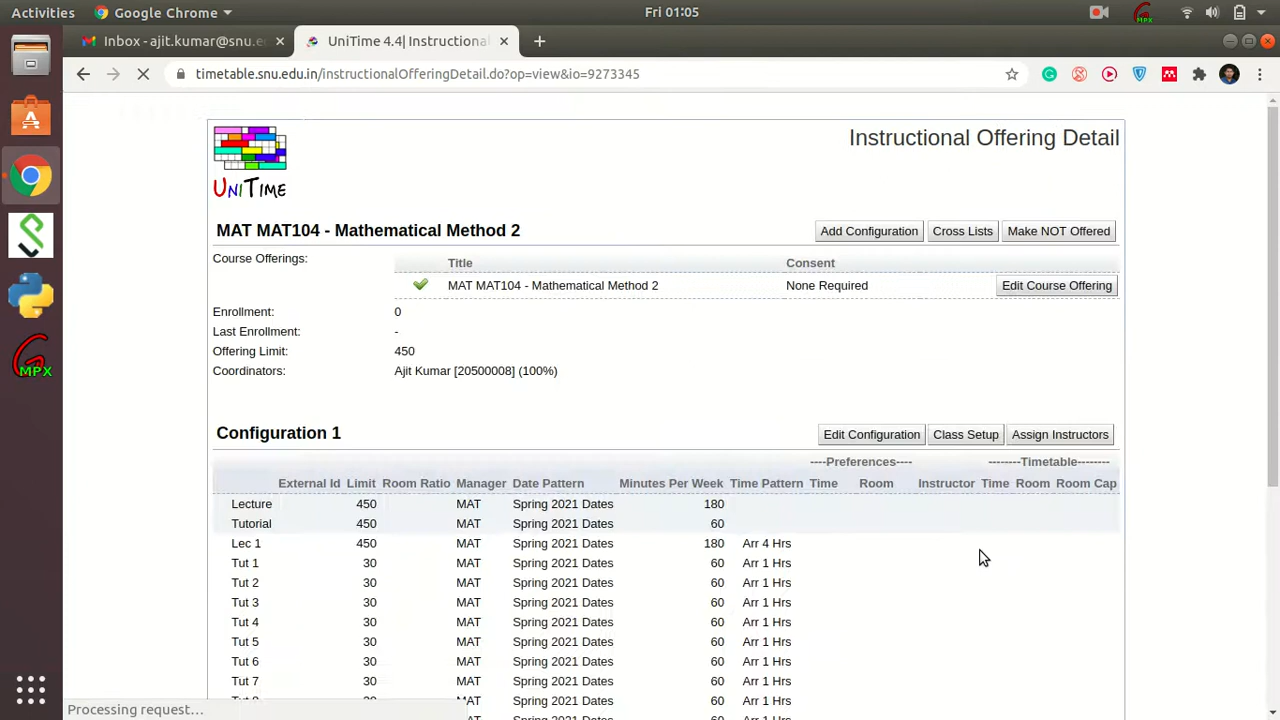 Activities Google Chrome Fri 01:05
Inbox - ajit.kumar@snu.e UniTime 4.4| Instructional
timetable.snu.edu.in/instructionalOfferingDetail.do?op=view&io=9273345
UNITIME
Instructional Offering Detail
MAT MAT104 - Mathematical Method 2 Add Configuration Cross Lists Make NOT Offered
Course Offerings: Title Consent
MAT MAT104 - Mathematical Method 2 None Required Edit Course Offering
Enrollment: 0
Last Enrollment: -
Offering Limit: 450
Coordinators: Ajit Kumar [20500008] (100%)
Configuration 1 Edit Configuration Class Setup Assign Instructors
----Preferences---- --------Timetable--------
External Id Limit Room Ratio Manager Date Pattern Minutes Per Week Time Pattern Time Room Instructor Time Room Room Cap
Lecture 450 MAT Spring 2021 Dates 180
Tutorial 450 MAT Spring 2021 Dates 60
Lec 1 450 MAT Spring 2021 Dates 180 Arr 4 Hrs
Tut 1 30 MAT Spring 2021 Dates 60 Arr 1 Hrs
Tut 2 30 MAT Spring 2021 Dates 60 Arr 1 Hrs
Tut 3 30 MAT Spring 2021 Dates 60 Arr 1 Hrs
Tut 4 30 MAT Spring 2021 Dates 60 Arr 1 Hrs
Tut 5 30 MAT Spring 2021 Dates 60 Arr 1 Hrs
Tut 6 30 MAT Spring 2021 Dates 60 Arr 1 Hrs
Tut 7 30 MAT Spring 2021 Dates 60 Arr 1 Hrs
MAT Spring 2021 Dates 60 Arr 1 Hrs
Processing request…
MPX